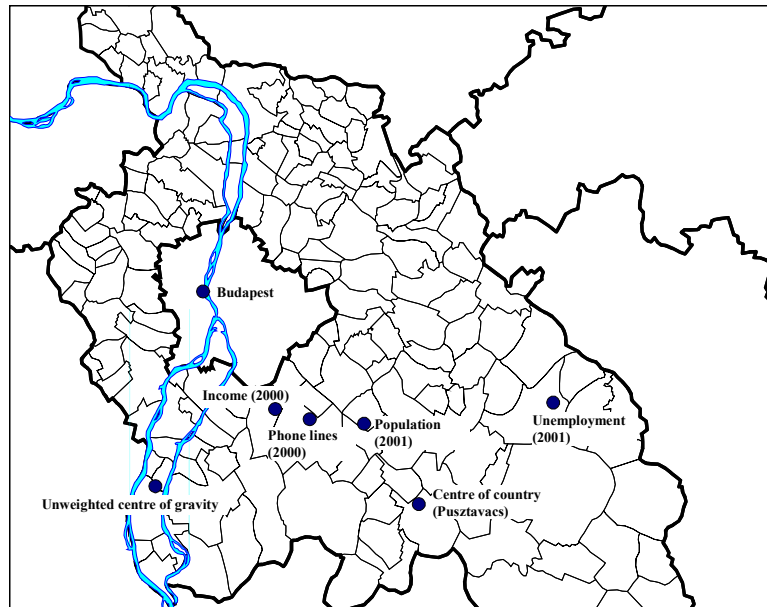 Budapest
Income (2000)
Phone lines
(2000)
Population
(2001)
Unemployment
(2001)
Unweighted centre of gravity
Centre of country
(Pusztavacs)